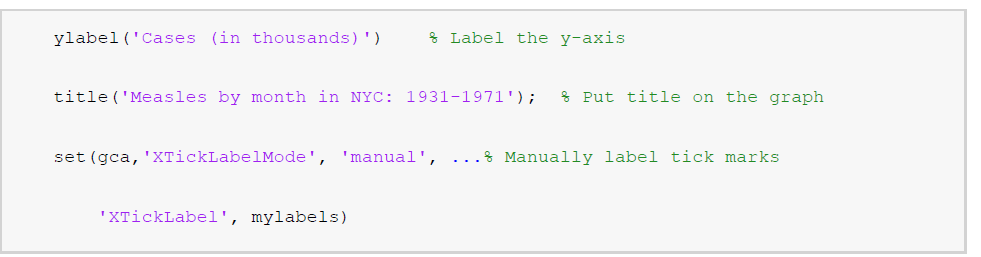 ylabel('Cases (in thousands)')    % Label the y-axis
title('Measles by month in NYC: 1931-1971');  % Put title on the graph
set(gca,'XTickLabelMode', 'manual', ...% Manually label tick marks
    'XTickLabel', mylabels)